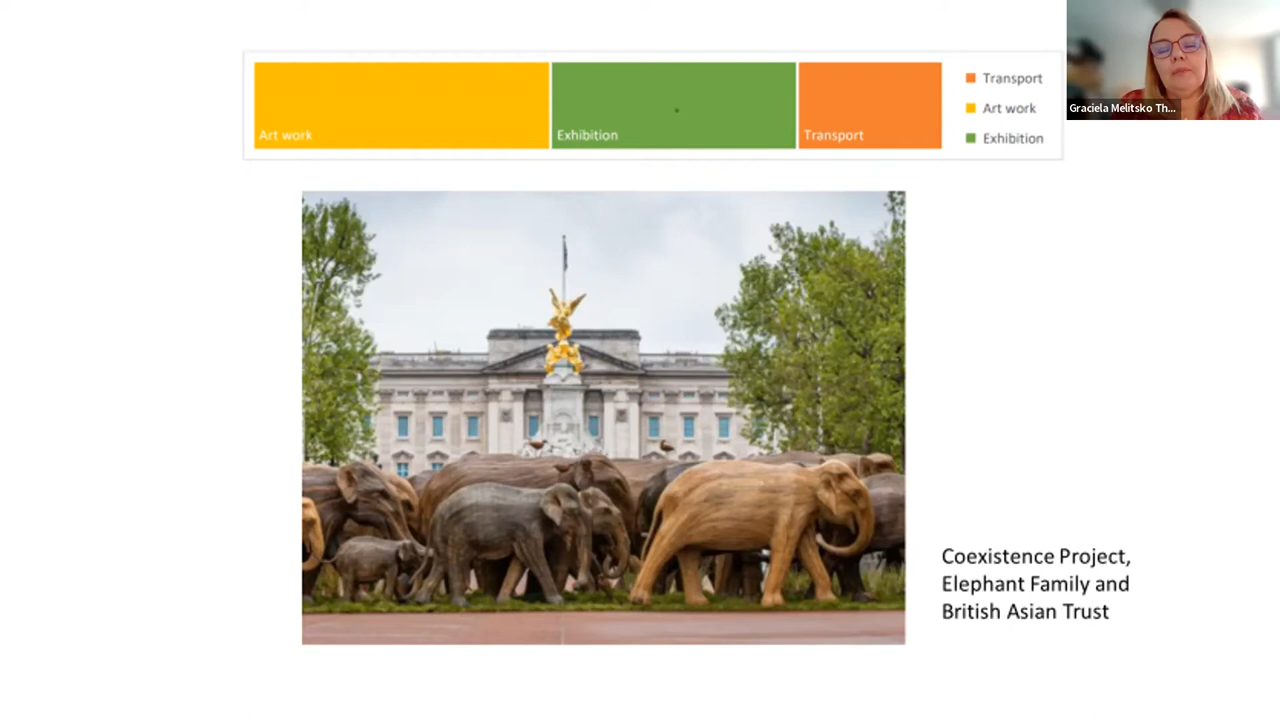 Art work
Exhibition
Transport
Transport
Art work
Exhibition
Graciela Melitsko Th...
Coexistence Project,
Elephant Family and
British Asian Trust